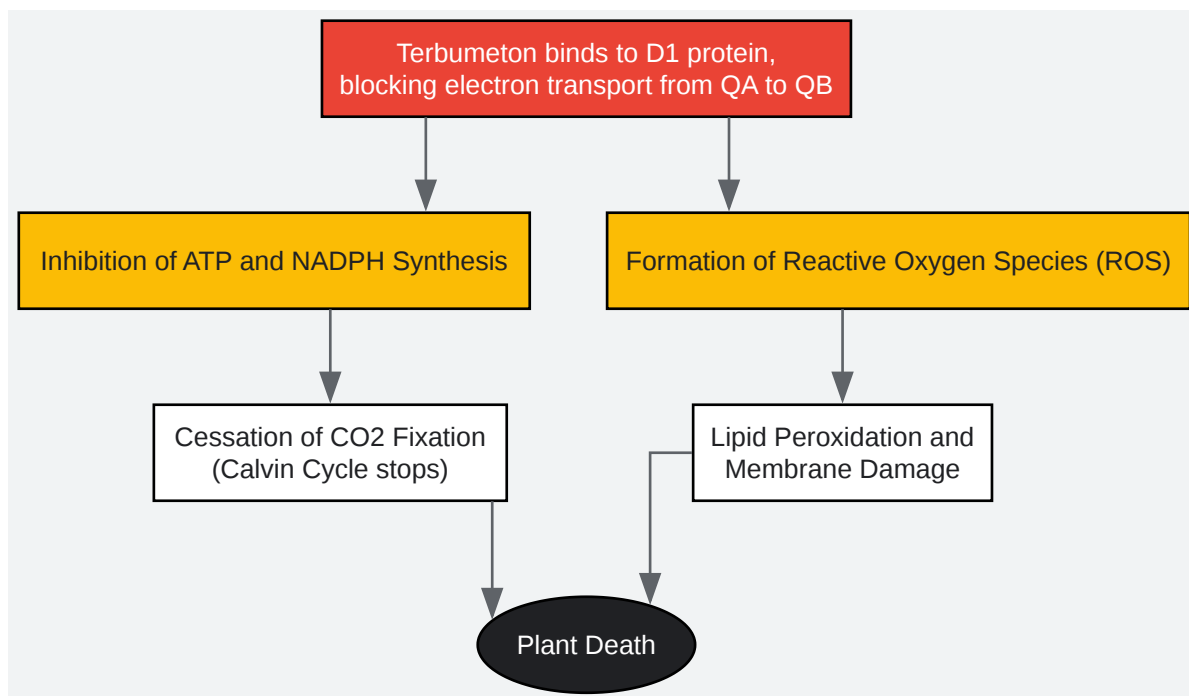 Terbumeton binds to D1 protein,
blocking electron transport from QA to QB
Inhibition of ATP and NADPH Synthesis
Formation of Reactive Oxygen Species (ROS)
Cessation of CO2 Fixation
(Calvin Cycle stops)
Lipid Peroxidation and
Membrane Damage
Plant Death